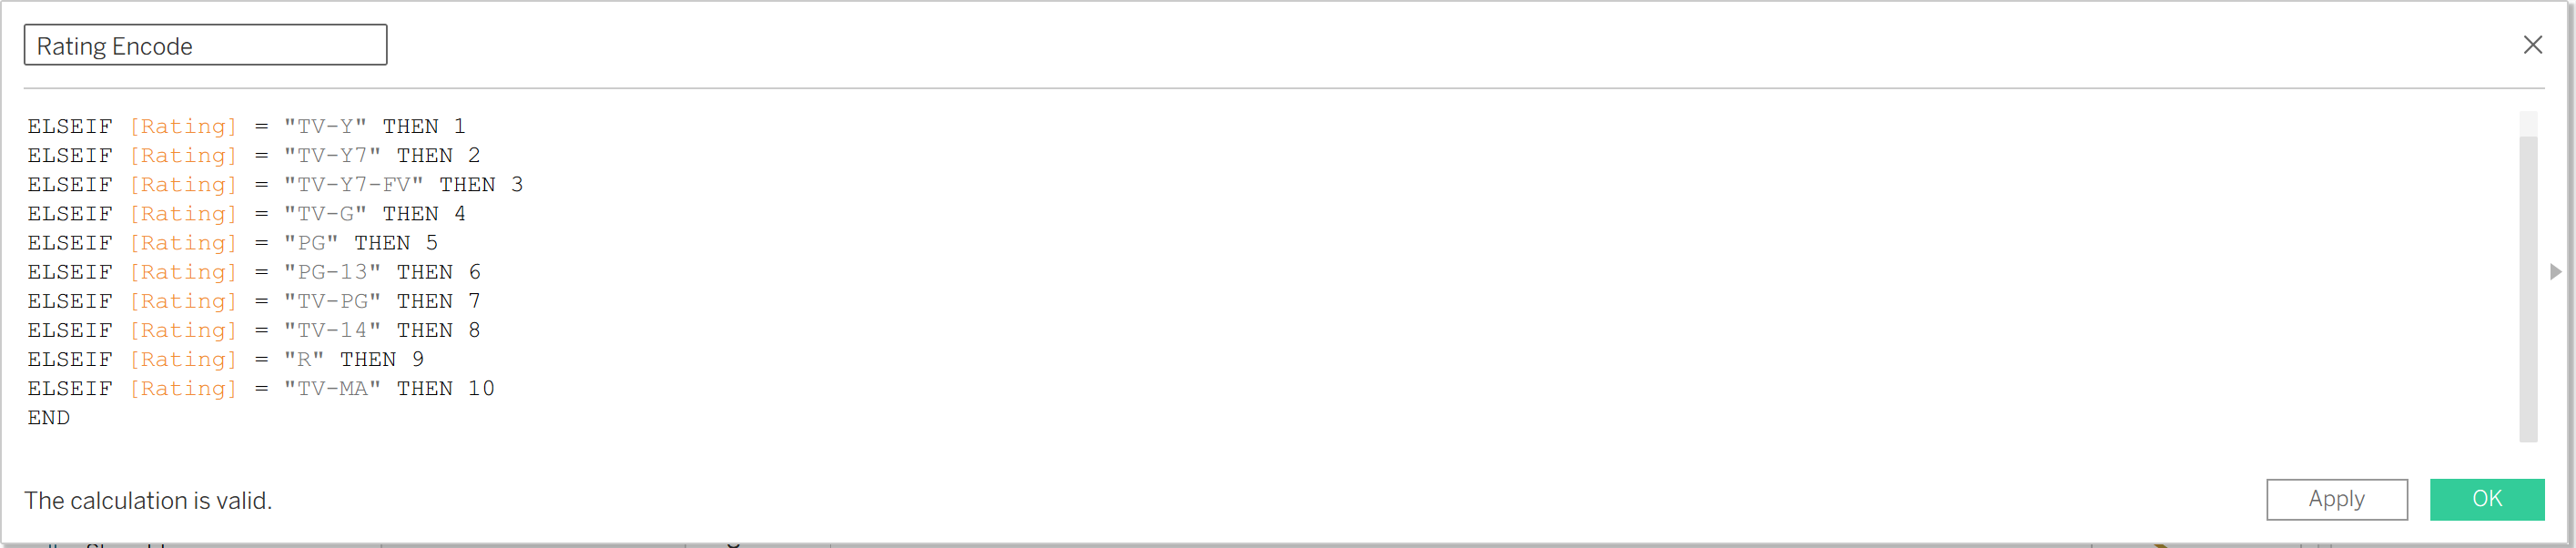 Rating Encode
ELSEIF [Rating] = "TV-Y" THEN 1
ELSEIF [Rating] = "TV-Y7" THEN 2
ELSEIF [Rating] = "TV-Y7-FV" THEN 3
ELSEIF [Rating] = "TV-G" THEN 4
ELSEIF [Rating] = "PG" THEN 5
ELSEIF [Rating] = "PG-13" THEN 6
ELSEIF [Rating] = "TV-PG" THEN 7
ELSEIF [Rating] = "TV-14" THEN 8
ELSEIF [Rating] = "R" THEN 9
ELSEIF [Rating] = "TV-MA" THEN 10
END
The calculation is valid.
Apply
OK